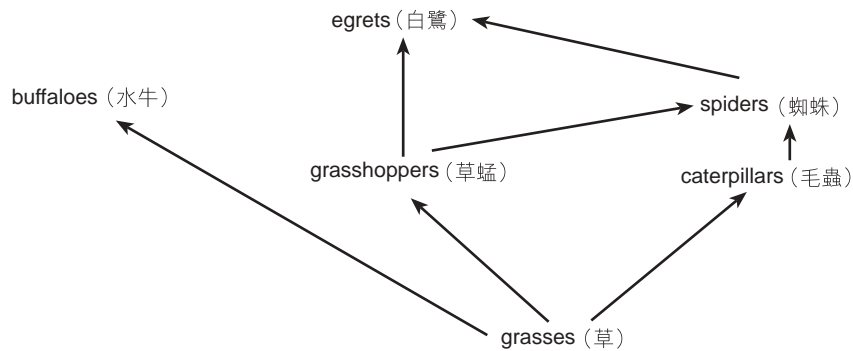 egrets（白鷺）
buffaloes（水牛）
spiders（蜘蛛）
grasshoppers（草蜢）
caterpillars（毛蟲）
grasses（草）